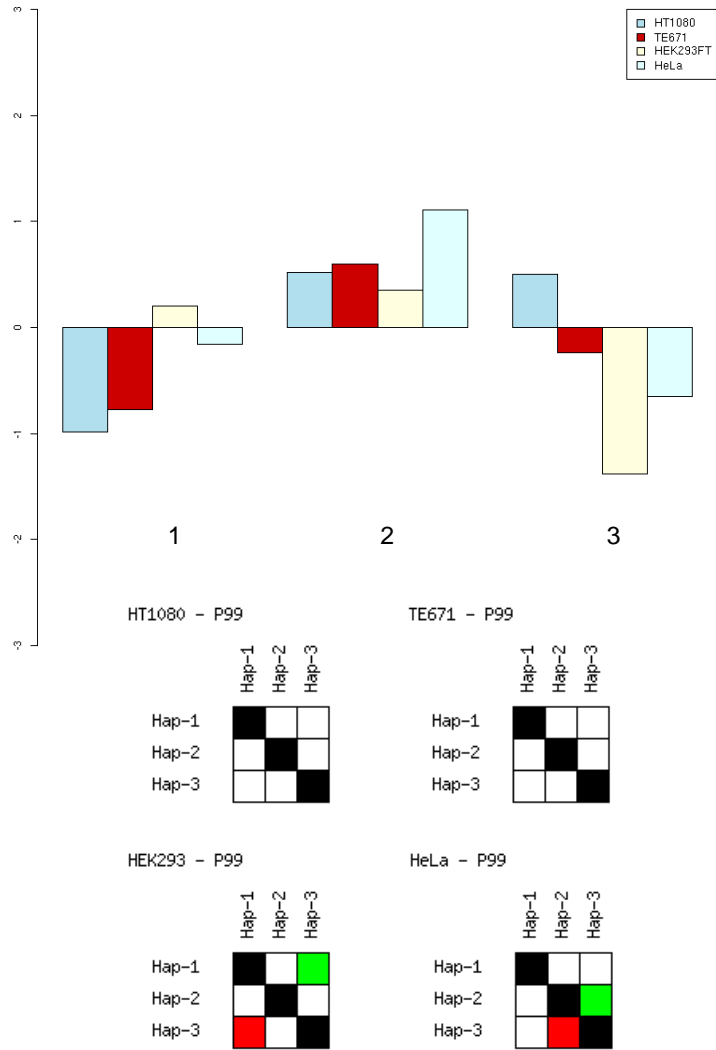 3
HT1080
TE671
HEK293FT
HeLa
2
1
0
-1
-2
1 2 3
-3
HT1080 - P99
Hap-1 Hap-2 Hap-3
Hap-1
Hap-2
Hap-3
TE671 - P99
Hap-1 Hap-2 Hap-3
Hap-1
Hap-2
Hap-3
HEK293 - P99
Hap-1 Hap-2 Hap-3
Hap-1
Hap-2
Hap-3
HeLa - P99
Hap-1 Hap-2 Hap-3
Hap-1
Hap-2
Hap-3